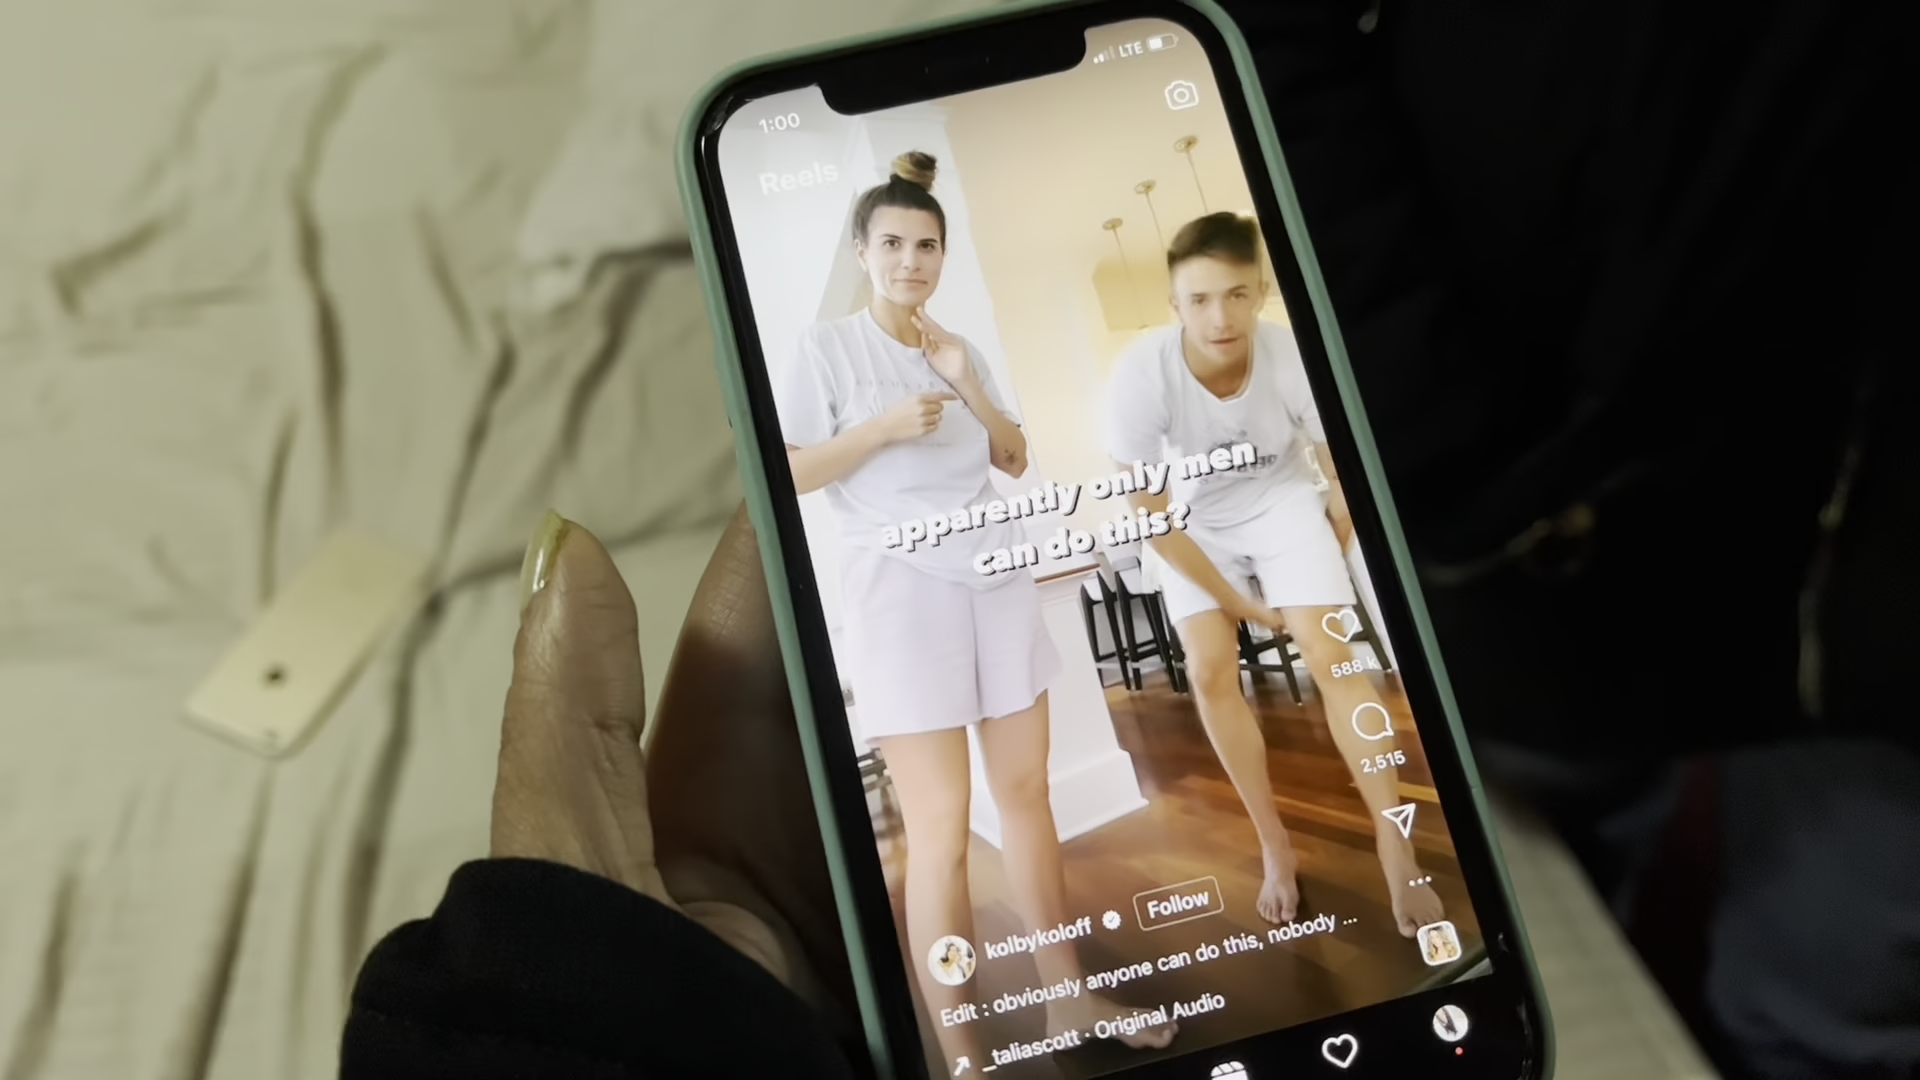 1:00
LTE
Reels
apparently only men
can do this?
588 k
2,515
kolbykoloff
Follow
Edit : obviously anyone can do this, nobody ...
_taliascott · Original Audio